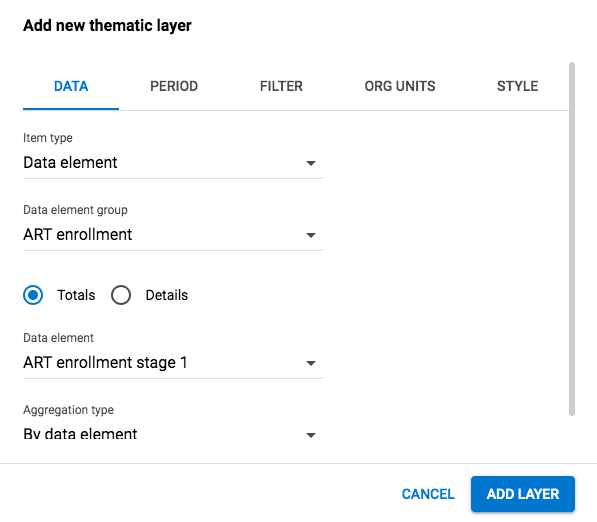 Add new thematic layer
DATA PERIOD FILTER ORG UNITS STYLE
Item type
Data element
Data element group
ART enrollment
Totals Details
Data element
ART enrollment stage 1
Aggregation type
By data element
CANCEL ADD LAYER